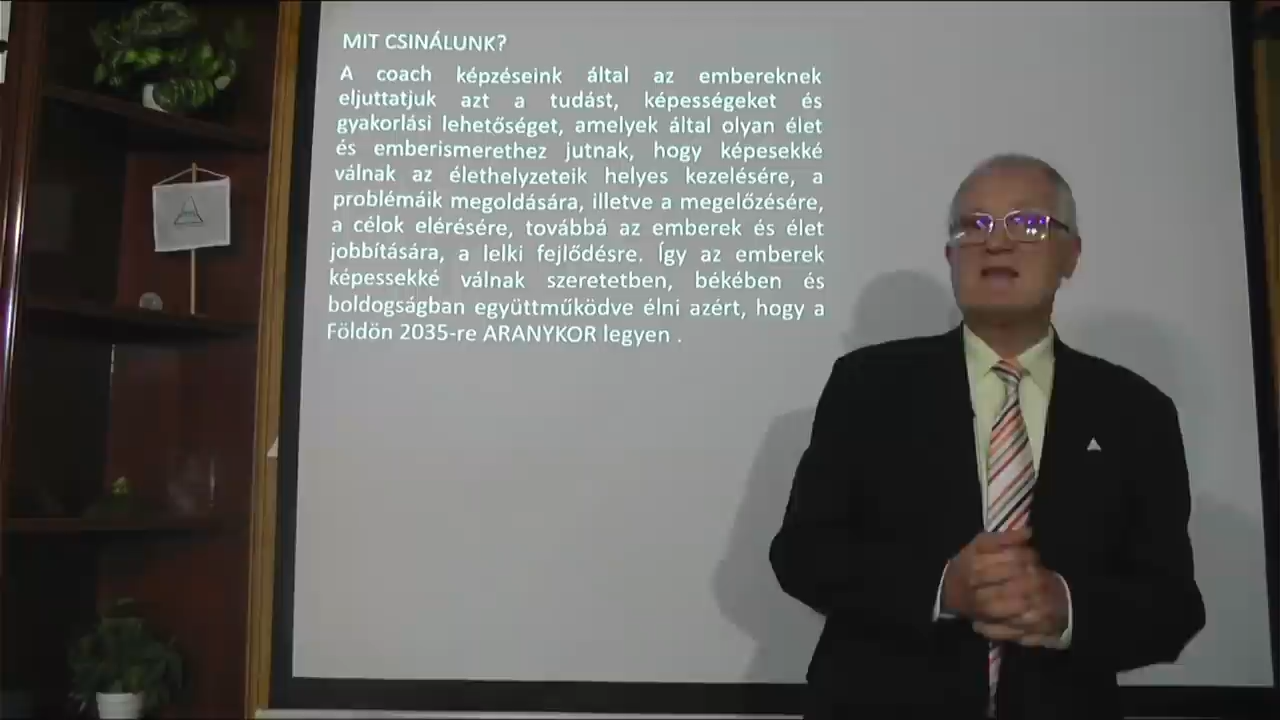 MIT CSINÁLUNK?
A coach képzéseink által az embereknek
eljuttatjuk azt a tudást, képességeket és
gyakorlási lehetőséget, amelyek által olyan élet
és emberismerethez jutnak, hogy képesekké
válnak az élethelyzeteik helyes kezelésére, a
problémáik megoldására, illetve a megelőzésére,
a célok elérésére, továbbá az emberek és élet
jobbítására, a lelki fejlődésre. Így az emberek
képessekké válnak szeretetben, békében és
boldogságban együttműködve élni azért, hogy a
Földön 2035-re ARANYKOR legyen .